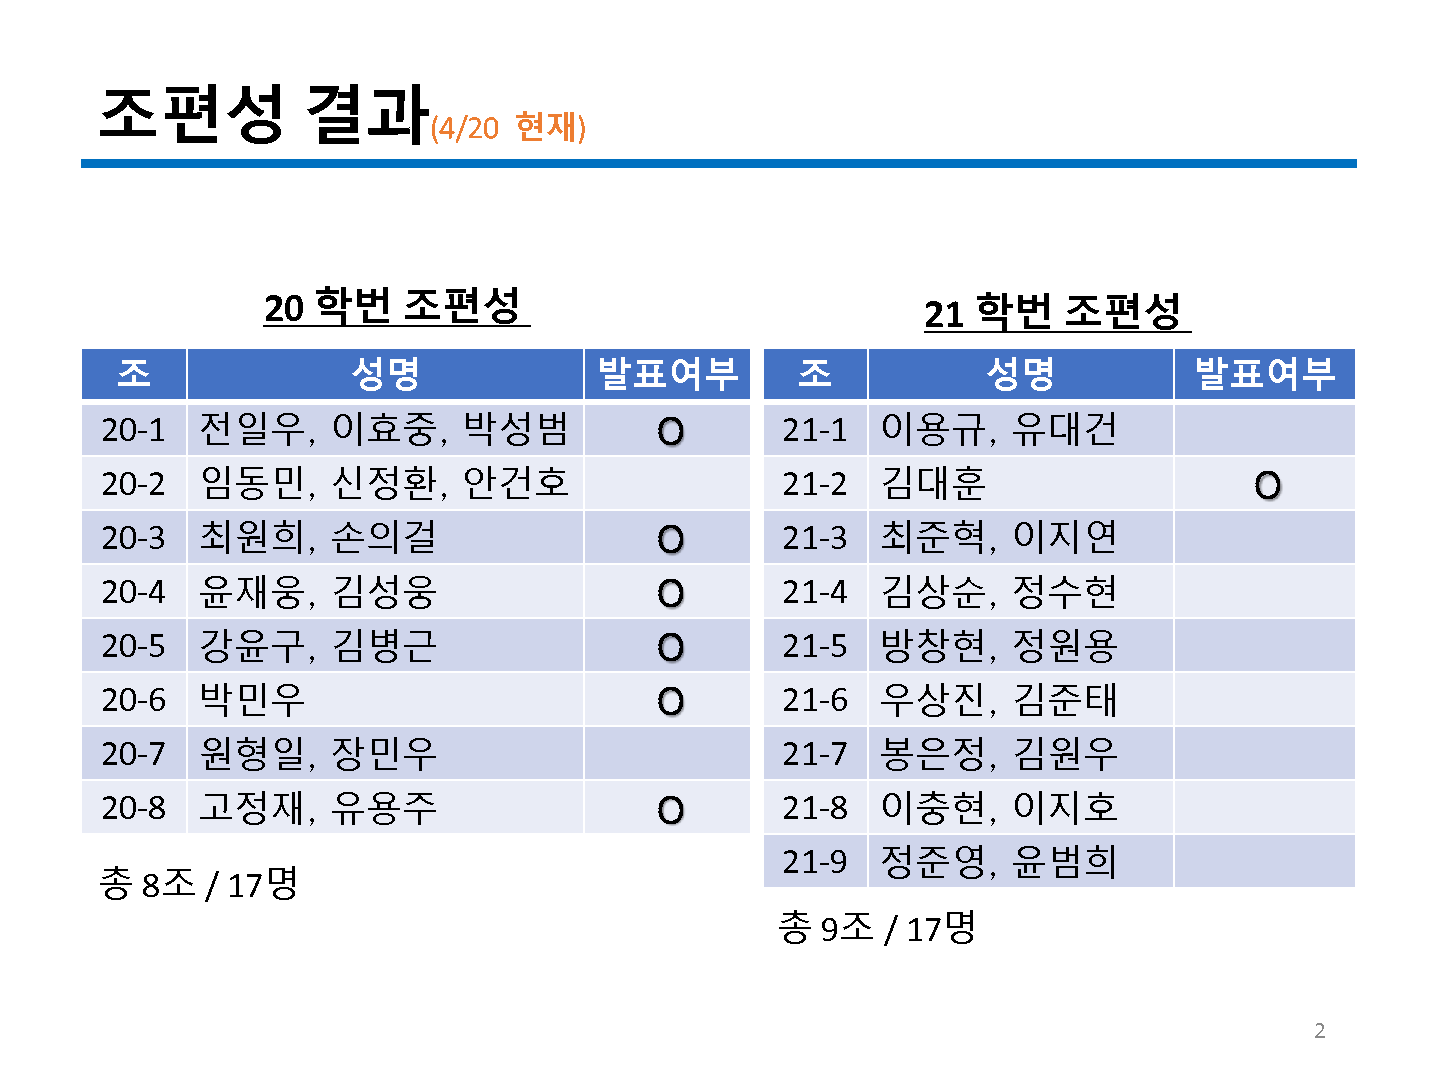 조편성 결과(4/20 현재)
20 학번 조편성
조 성명 발표여부
20-1 전일우, 이효중, 박성범 O
20-2 임동민, 신정환, 안건호
20-3 최원희, 손의걸 O
20-4 윤재웅, 김성웅 O
20-5 강윤구, 김병근 O
20-6 박민우 O
20-7 원형일, 장민우
20-8 고정재, 유용주 O
총 8조 / 17명
21 학번 조편성
조 성명 발표여부
21-1 이용규, 유대건
21-2 김대훈 O
21-3 최준혁, 이지연
21-4 김상순, 정수현
21-5 방창현, 정원용
21-6 우상진, 김준태
21-7 봉은정, 김원우
21-8 이충현, 이지호
21-9 정준영, 윤범희
총 9조 / 17명
2